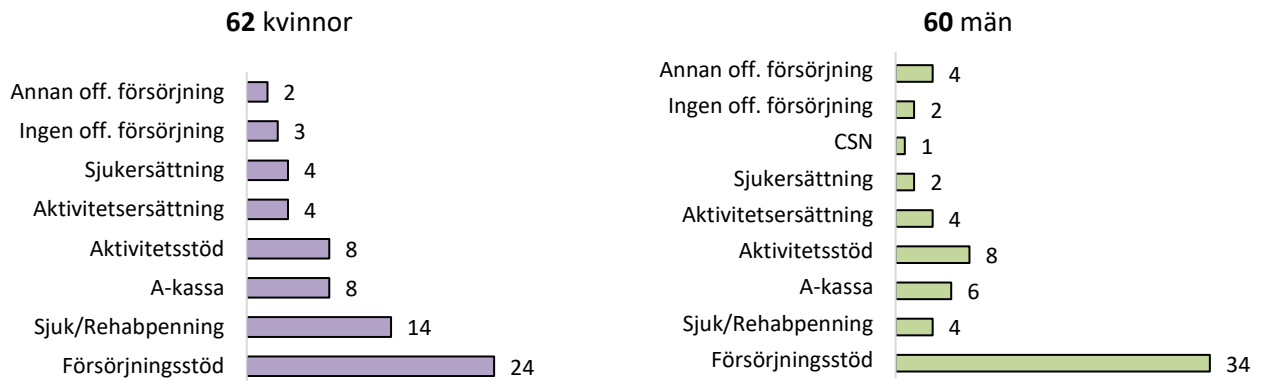 62 kvinnor
Annan off. försörjning 2
Ingen off. försörjning 3
Sjukersättning 4
Aktivitetsersättning 4
Aktivitetsstöd 8
A-kassa 8
Sjuk/Rehabpenning 14
Försörjningsstöd 24
60 män
Annan off. försörjning 4
Ingen off. försörjning 2
CSN 1
Sjukersättning 2
Aktivitetsersättning 4
Aktivitetsstöd 8
A-kassa 6
Sjuk/Rehabpenning 4
Försörjningsstöd 34